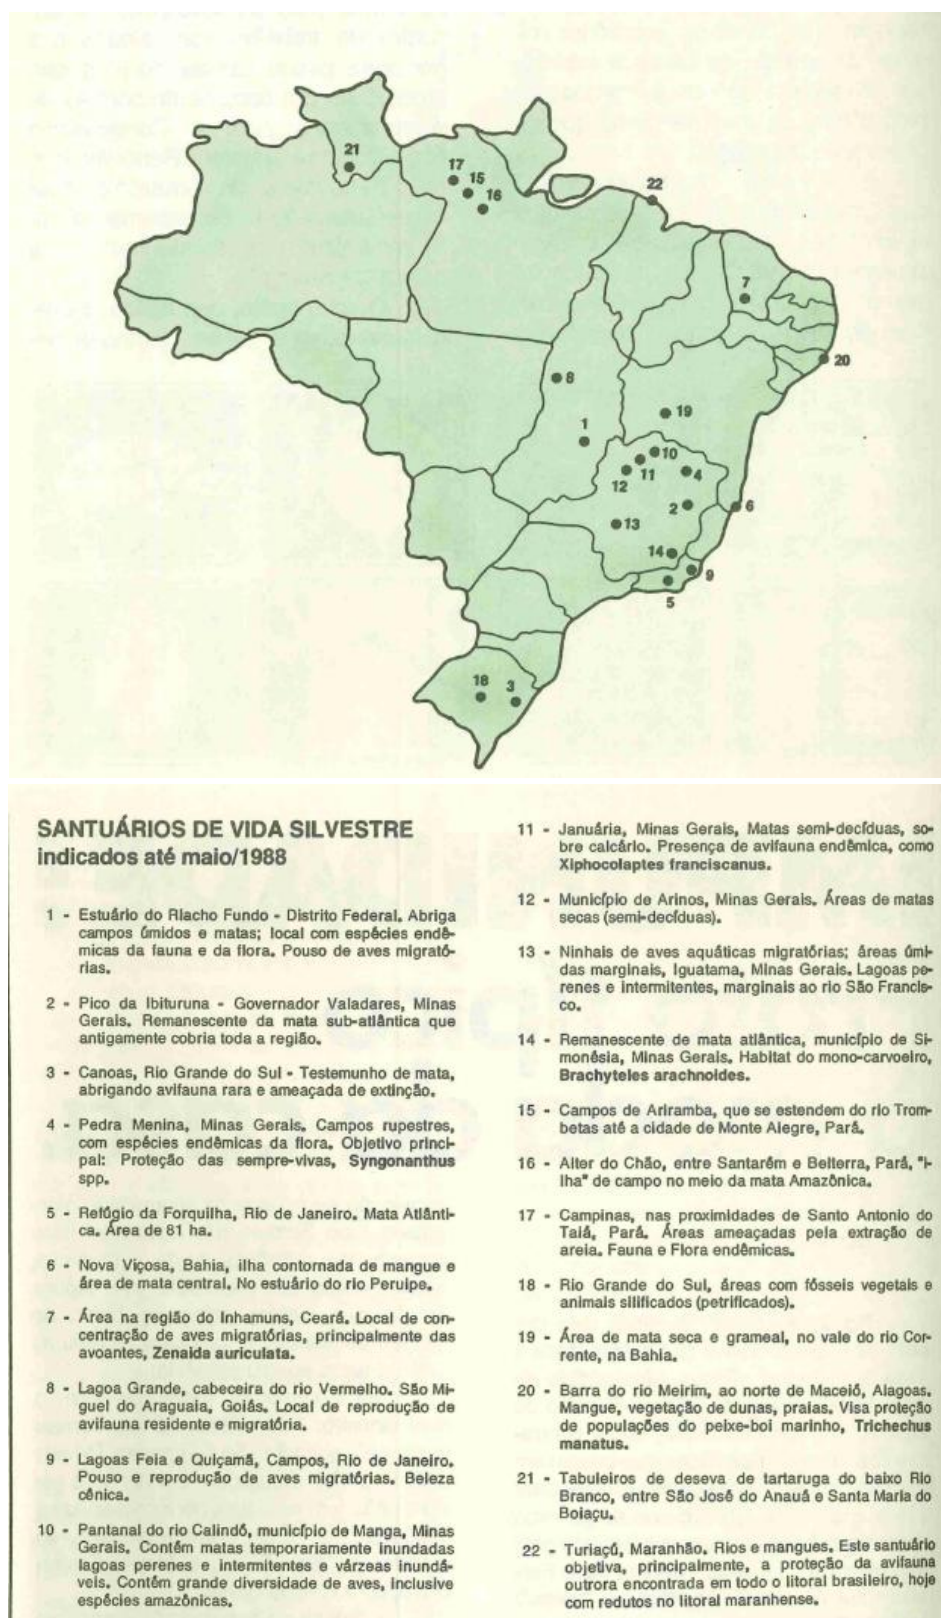 21
17
15
16
22
7
20
8
19
1
10
11
4
12
2
6
13
14
9
5
18
3
SANTUÁRIOS DE VIDA SILVESTRE
indicados até maio/1988
1 - Estuário do Riacho Fundo - Distrito Federal. Abriga
campos úmidos e matas; local com espécies endê-
micas da fauna e da flora. Pouso de aves migrató-
rias.
2 - Pico da Ibituruna - Governador Valadares, Minas
Gerais. Remanescente da mata sub-atlântica que
antigamente cobria toda a região.
3 - Canoas, Rio Grande do Sul - Testemunho de mata,
abrigando avifauna rara e ameaçada de extinção.
4 - Pedra Menina, Minas Gerais. Campos rupestres,
com espécies endêmicas da flora. Objetivo princi-
pal: Proteção das sempre-vivas, Syngonanthus
spp.
5 - Refúgio da Forquilha, Rio de Janeiro. Mata Atlânti-
ca. Área de 81 ha.
6 - Nova Viçosa, Bahia, ilha contornada de mangue e
área de mata central. No estuário do rio Peruipe.
7 - Área na região do Inhamuns, Ceará. Local de con-
centração de aves migratórias, principalmente das
avoantes, Zenaida auriculata.
8 - Lagoa Grande, cabeceira do rio Vermelho. São Mi-
guel do Araguaia, Goiás. Local de reprodução de
avifauna residente e migratória.
9 - Lagoas Feia e Quiçamã, Campos, Rio de Janeiro.
Pouso e reprodução de aves migratórias. Beleza
cênica.
10 - Pantanal do rio Calindó, município de Manga, Minas
Gerais. Contém matas temporariamente inundadas
lagoas perenes e intermitentes e várzeas inundá-
veis. Contém grande diversidade de aves, inclusive
espécies amazônicas.
11 - Januária, Minas Gerais, Matas semi-decíduas, so-
bre calcário. Presença de avifauna endêmica, como
Xiphocolaptes franciscanus.
12 - Município de Arinos, Minas Gerais. Áreas de matas
secas (semi-decíduas).
13 - Ninhais de aves aquáticas migratórias; áreas úmi-
das marginais, Iguatama, Minas Gerais. Lagoas pe-
renes e intermitentes, marginais ao rio São Francis-
co.
14 - Remanescente de mata atlântica, município de Si-
monésia, Minas Gerais. Habitat do mono-carvoeiro,
Brachyteles arachnoides.
15 - Campos de Ariramba, que se estendem do rio Trom-
betas até a cidade de Monte Alegre, Pará.
16 - Alter do Chão, entre Santarém e Belterra, Pará, "i-
lha" de campo no meio da mata Amazônica.
17 - Campinas, nas proximidades de Santo Antonio do
Taiá, Pará. Áreas ameaçadas pela extração de
areia. Fauna e Flora endêmicas.
18 - Rio Grande do Sul, áreas com fósseis vegetais e
animais silificados (petrificados).
19 - Área de mata seca e grameal, no vale do rio Cor-
rente, na Bahia.
20 - Barra do rio Meirim, ao norte de Maceió, Alagoas.
Mangue, vegetação de dunas, praias. Visa proteção
de populações do peixe-boi marinho, Trichechus
manatus.
21 - Tabuleiros de deseva de tartaruga do baixo Rio
Branco, entre São José do Anauá e Santa Maria do
Boiaçu.
22 - Turiaçú, Maranhão. Rios e mangues. Este santuário
objetiva, principalmente, a proteção da avifauna
outrora encontrada em todo o litoral brasileiro, hoje
com redutos no litoral maranhense.